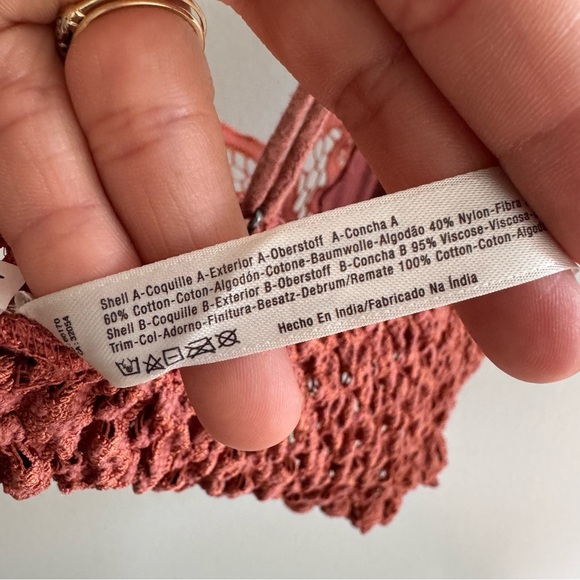 Shell A-Coquille A-Exterior A-Oberstoff A-Concha A
60% Cotton-Coton-Algodón-Cotone-Baumwolle-Algodão 40% Nylon-Fibra
Shell B-Coquille B-Exterior B-Oberstoff B-Concha B 95% Viscose-Viscosa-
Trim-Col-Adorno-Finitura-Besatz-Debrum/Remate 100% Cotton-Coton-Algo
Hecho En India/Fabricado Na Índia